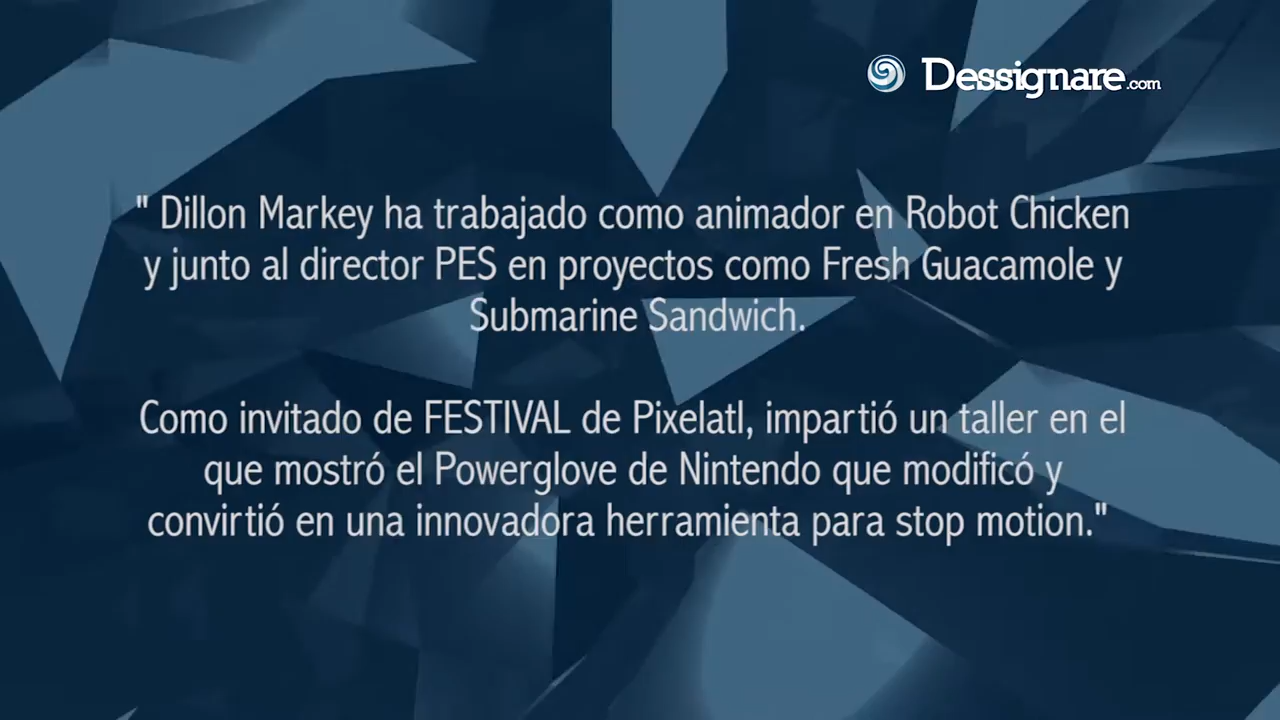 Dessignare.com
" Dillon Markey ha trabajado como animador en Robot Chicken
y junto al director PES en proyectos como Fresh Guacamole y
Submarine Sandwich.
Como invitado de FESTIVAL de Pixelatl, impartió un taller en el
que mostró el Powerglove de Nintendo que modificó y
convirtió en una innovadora herramienta para stop motion."